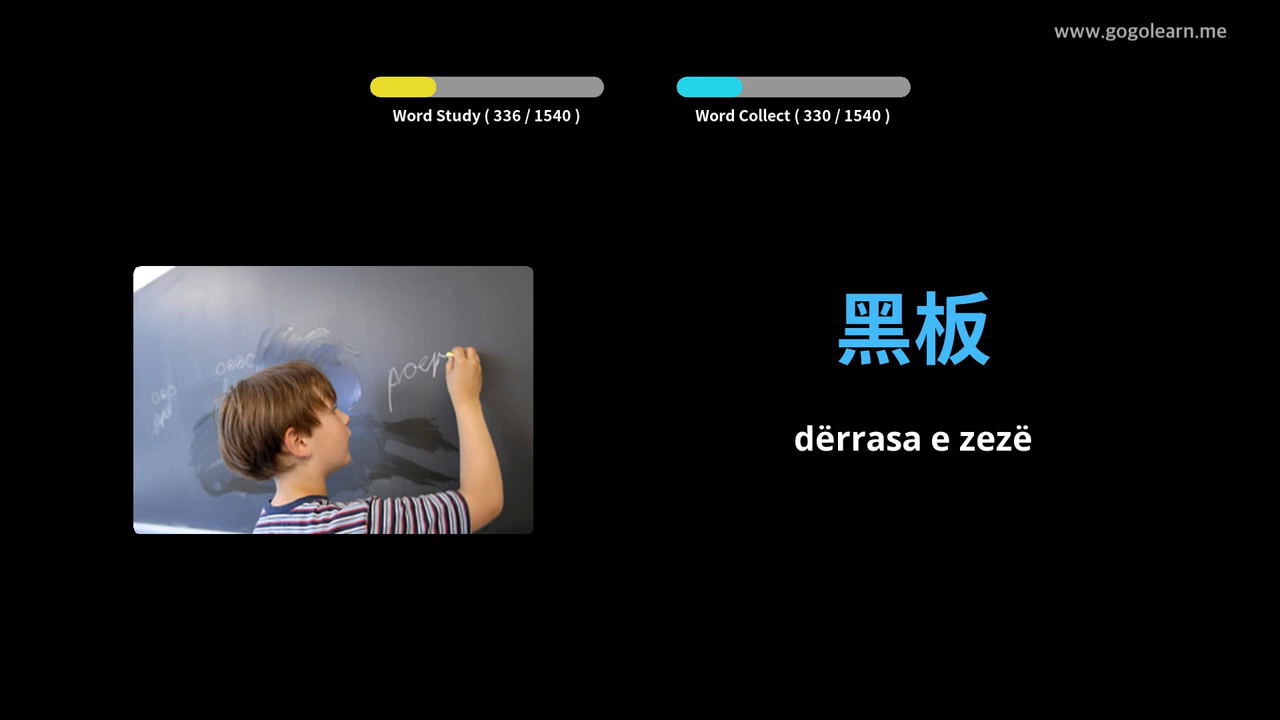 www.gogolearn.me
Word Study ( 336 / 1540 )
Word Collect ( 330 / 1540 )
黑板
dërrasa e zezë